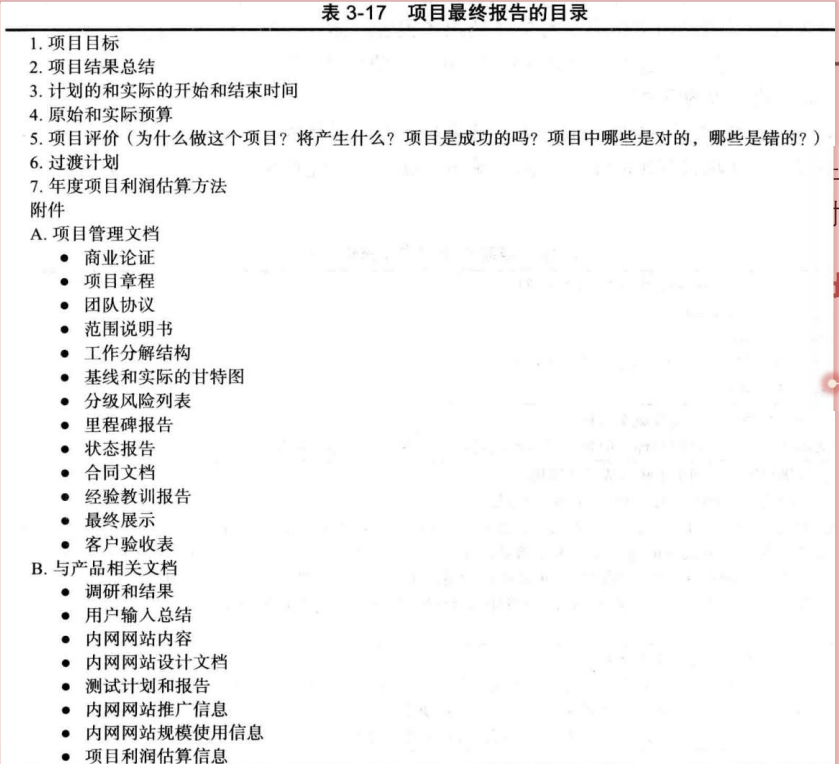 表 3-17 项目最终报告的目录
1. 项目目标
2. 项目结果总结
3. 计划的和实际的开始和结束时间
4. 原始和实际预算
5. 项目评价（为什么做这个项目？将产生什么？项目是成功的吗？项目中哪些是对的，哪些是错的？）
6. 过渡计划
7. 年度项目利润估算方法
附件
A. 项目管理文档
● 商业论证
● 项目章程
● 团队协议
● 范围说明书
● 工作分解结构
● 基线和实际的甘特图
● 分级风险列表
● 里程碑报告
● 状态报告
● 合同文档
● 经验教训报告
● 最终展示
● 客户验收表
B. 与产品相关文档
● 调研和结果
● 用户输入总结
● 内网网站内容
● 内网网站设计文档
● 测试计划和报告
● 内网网站推广信息
● 内网网站规模使用信息
● 项目利润估算信息